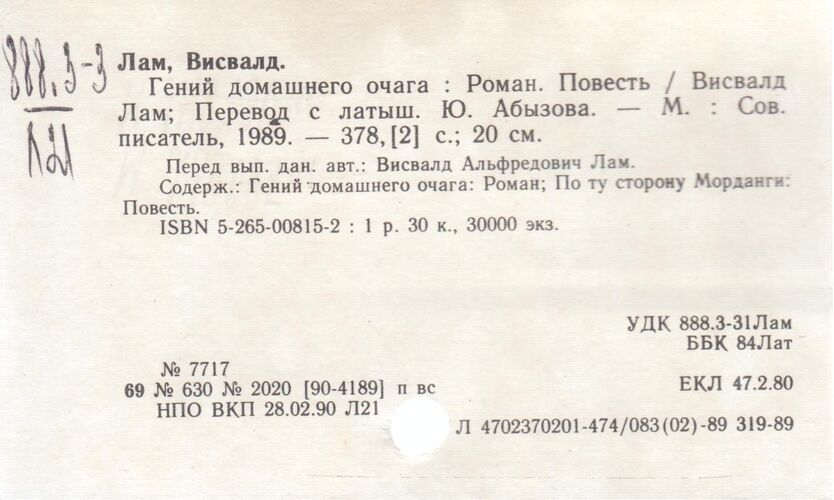 888.3-3
Л21
Лам, Висвалд.
Гений домашнего очага : Роман. Повесть / Висвалд
Лам; Перевод с латыш. Ю. Абызова. — М. : Сов.
писатель, 1989. — 378, [2] с.; 20 см.
Перед вып. дан. авт.: Висвалд Альфредович Лам.
Содерж.: Гений домашнего очага: Роман; По ту сторону Морданги:
Повесть.
ISBN 5-265-00815-2 : 1 р. 30 к., 30000 экз.
УДК 888.3-31Лам
ББК 84Лат
№ 7717
69 № 630 № 2020 [90-4189] п вс
ЕКЛ 47.2.80
НПО ВКП 28.02.90 Л21
Л 4702370201-474/083(02)-89 319-89